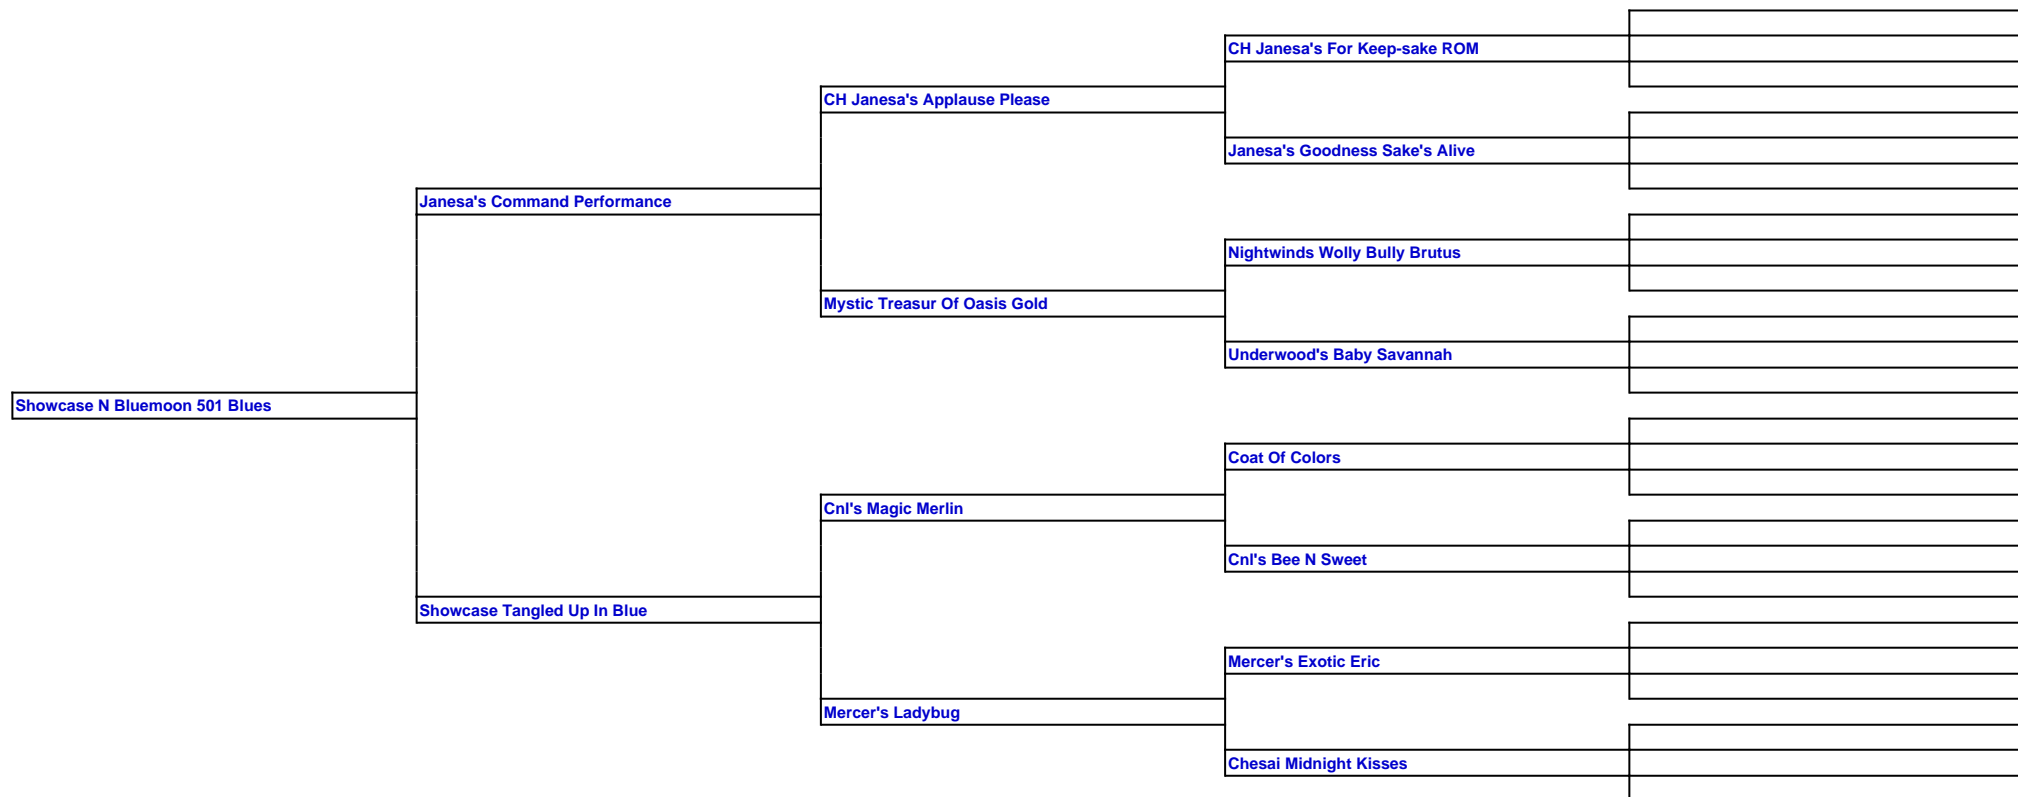 CH Janesa's For Keep-sake ROM
CH Janesa's Applause Please
Janesa's Goodness Sake's Alive
Janesa's Command Performance
Nightwinds Wolly Bully Brutus
Mystic Treasur Of Oasis Gold
Underwood's Baby Savannah
Showcase N Bluemoon 501 Blues
Coat Of Colors
Cnl's Magic Merlin
Cnl's Bee N Sweet
Showcase Tangled Up In Blue
Mercer's Exotic Eric
Mercer's Ladybug
Chesai Midnight Kisses